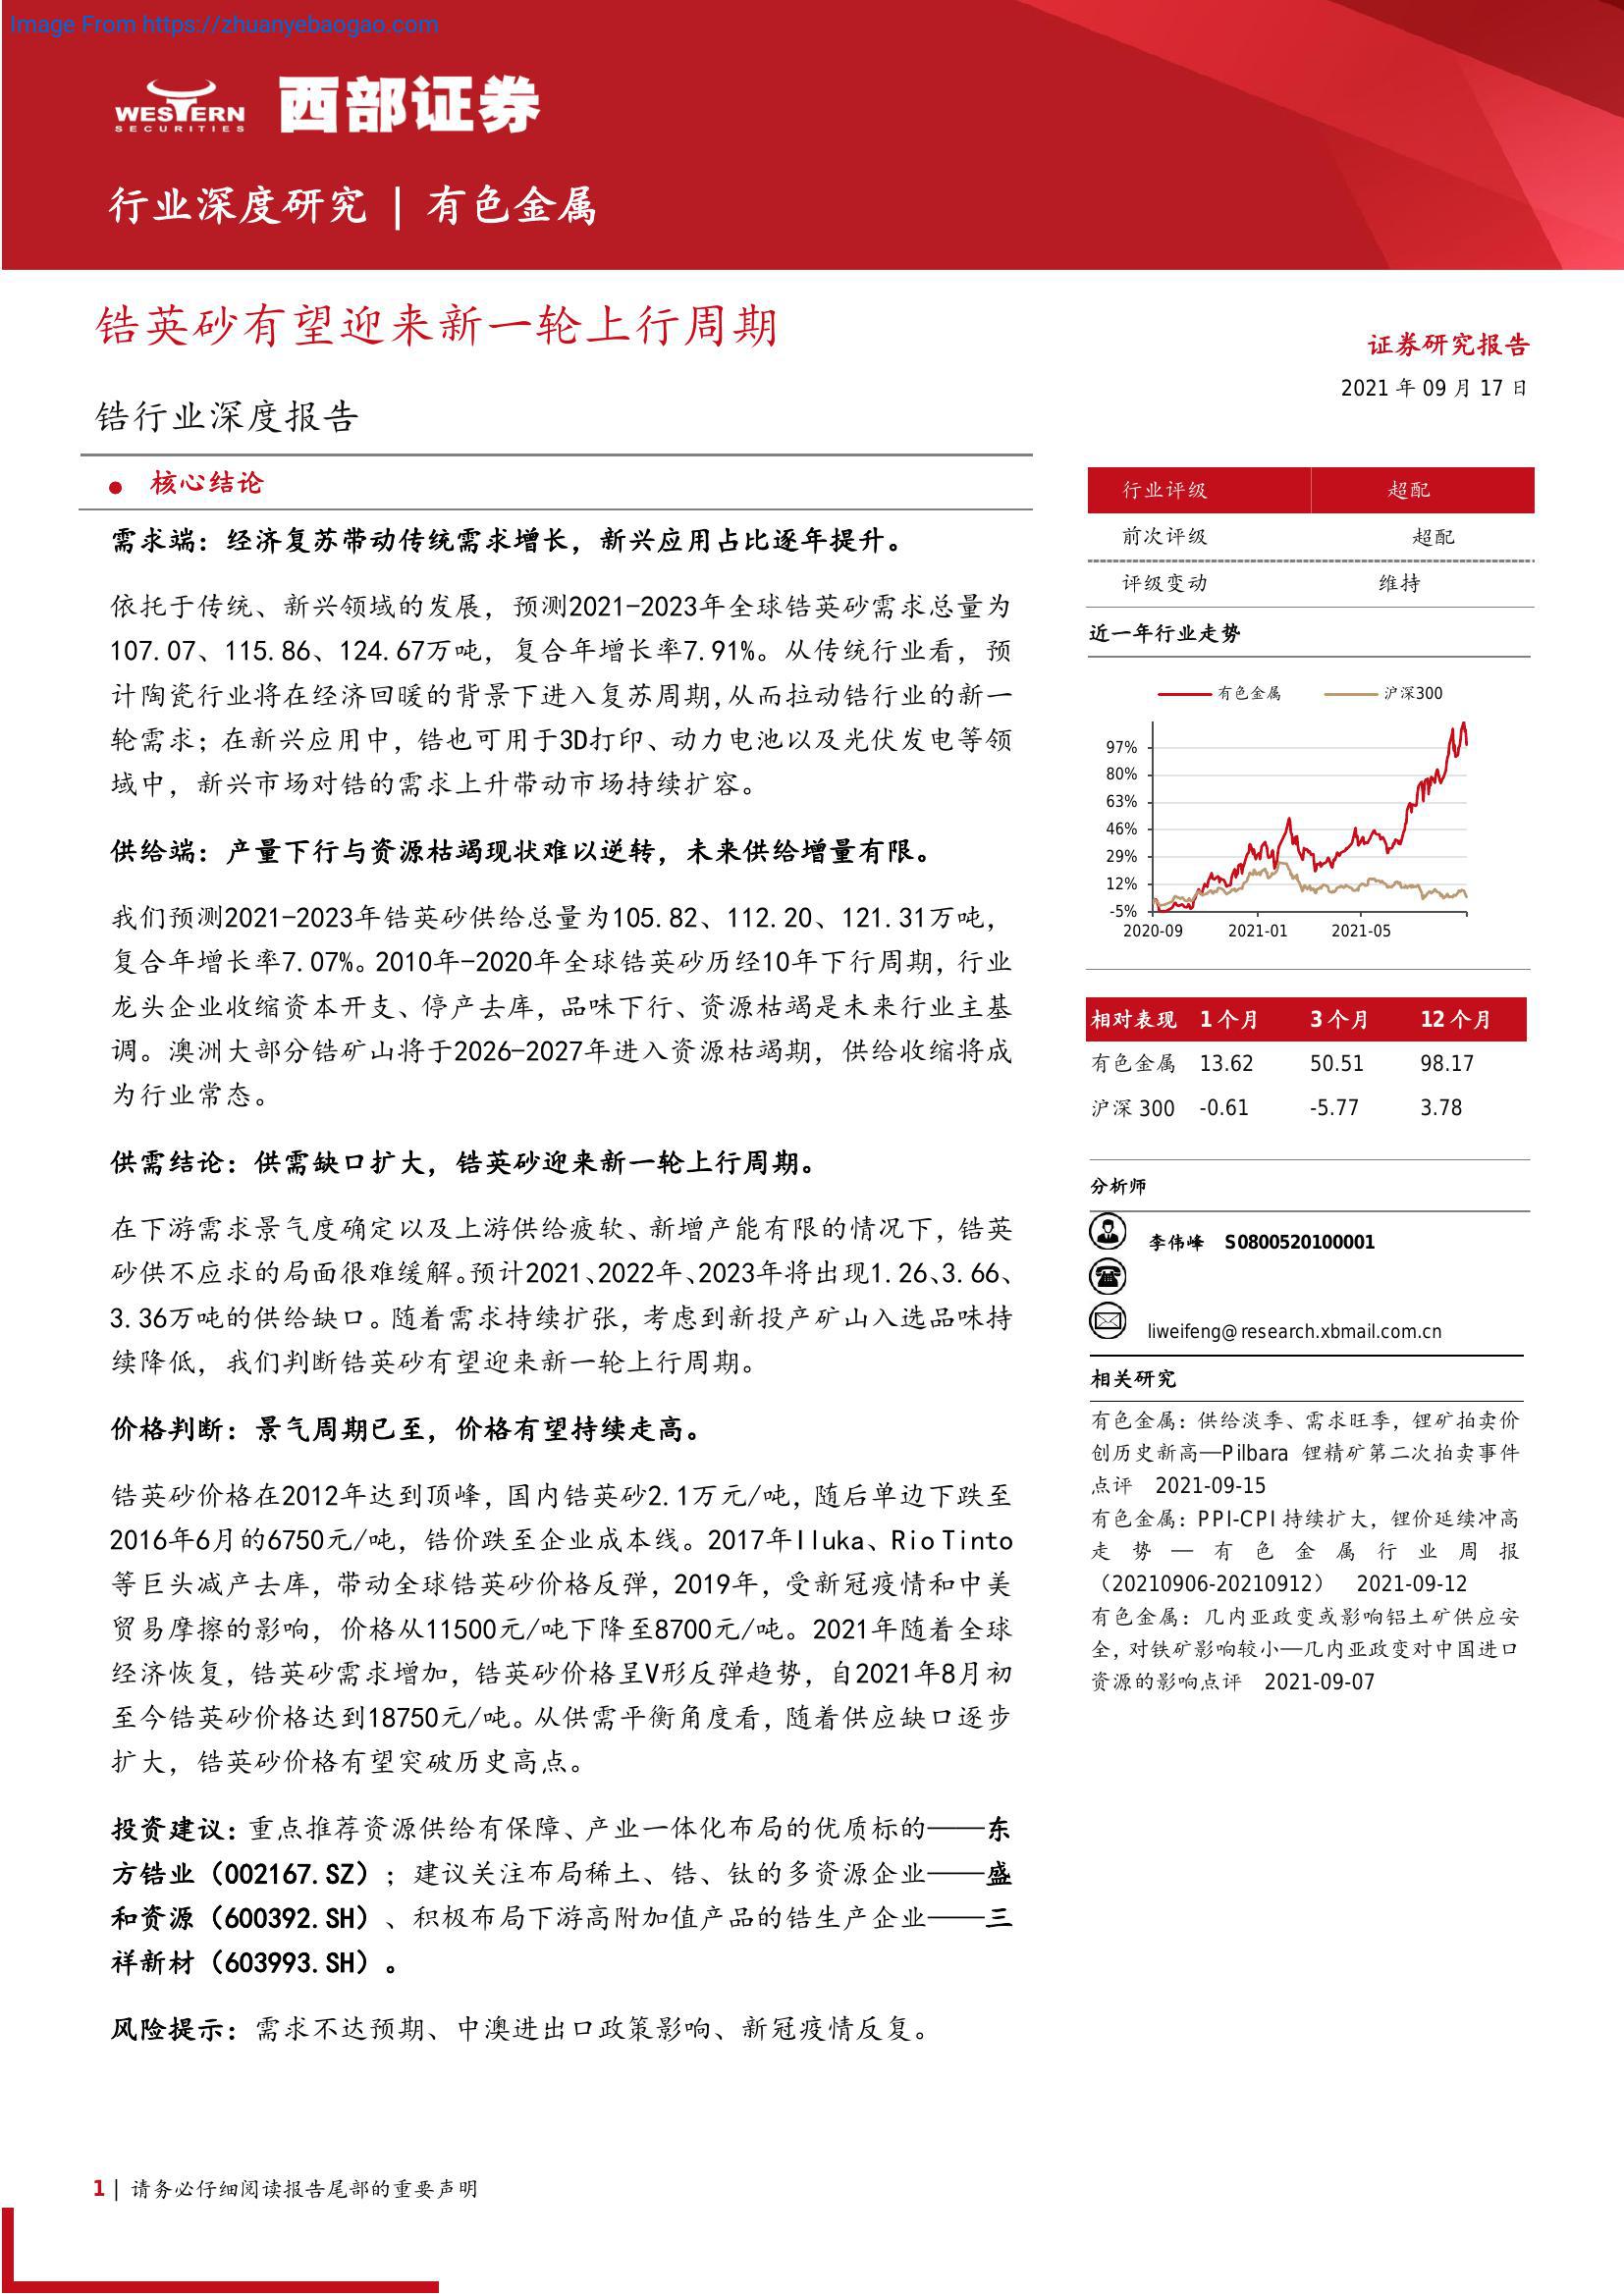 Image From https://zhuanyebaogao.com
WESTERN
SECURITIES
西部证券
行业深度研究 | 有色金属
锆英砂有望迎来新一轮上行周期
锆行业深度报告
● 核心结论
需求端：经济复苏带动传统需求增长，新兴应用占比逐年提升。
依托于传统、新兴领域的发展，预测2021-2023年全球锆英砂需求总量为
107.07、115.86、124.67万吨，复合年增长率7.91%。从传统行业看，预
计陶瓷行业将在经济回暖的背景下进入复苏周期,从而拉动锆行业的新一
轮需求；在新兴应用中，锆也可用于3D打印、动力电池以及光伏发电等领
域中，新兴市场对锆的需求上升带动市场持续扩容。
供给端：产量下行与资源枯竭现状难以逆转，未来供给增量有限。
我们预测2021-2023年锆英砂供给总量为105.82、112.20、121.31万吨，
复合年增长率7.07%。2010年-2020年全球锆英砂历经10年下行周期，行业
龙头企业收缩资本开支、停产去库，品味下行、资源枯竭是未来行业主基
调。澳洲大部分锆矿山将于2026-2027年进入资源枯竭期，供给收缩将成
为行业常态。
供需结论：供需缺口扩大，锆英砂迎来新一轮上行周期。
在下游需求景气度确定以及上游供给疲软、新增产能有限的情况下，锆英
砂供不应求的局面很难缓解。预计2021、2022年、2023年将出现1.26、3.66、
3.36万吨的供给缺口。随着需求持续扩张，考虑到新投产矿山入选品味持
续降低，我们判断锆英砂有望迎来新一轮上行周期。
价格判断：景气周期已至，价格有望持续走高。
锆英砂价格在2012年达到顶峰，国内锆英砂2.1万元/吨，随后单边下跌至
2016年6月的6750元/吨，锆价跌至企业成本线。2017年Iluka、Rio Tinto
等巨头减产去库，带动全球锆英砂价格反弹，2019年，受新冠疫情和中美
贸易摩擦的影响，价格从11500元/吨下降至8700元/吨。2021年随着全球
经济恢复，锆英砂需求增加，锆英砂价格呈V形反弹趋势，自2021年8月初
至今锆英砂价格达到18750元/吨。从供需平衡角度看，随着供应缺口逐步
扩大，锆英砂价格有望突破历史高点。
投资建议：重点推荐资源供给有保障、产业一体化布局的优质标的——东
方锆业（002167.SZ）；建议关注布局稀土、锆、钛的多资源企业——盛
和资源（600392.SH）、积极布局下游高附加值产品的锆生产企业——三
祥新材（603993.SH）。
风险提示：需求不达预期、中澳进出口政策影响、新冠疫情反复。
证券研究报告
2021 年 09 月 17 日
行业评级 超配
前次评级 超配
评级变动 维持
近一年行业走势
有色金属 沪深300
97%
80%
63%
46%
29%
12%
-5%
2020-09 2021-01 2021-05
相对表现 1 个月 3 个月 12 个月
有色金属 13.62 50.51 98.17
沪深 300 -0.61 -5.77 3.78
分析师
李伟峰 S0800520100001
liweifeng@research.xbmail.com.cn
相关研究
有色金属：供给淡季、需求旺季，锂矿拍卖价
创历史新高—Pilbara 锂精矿第二次拍卖事件
点评 2021-09-15
有色金属：PPI-CPI 持续扩大，锂价延续冲高
走势—有色金属行业周报
（20210906-20210912） 2021-09-12
有色金属：几内亚政变或影响铝土矿供应安
全，对铁矿影响较小—几内亚政变对中国进口
资源的影响点评 2021-09-07
1 | 请务必仔细阅读报告尾部的重要声明